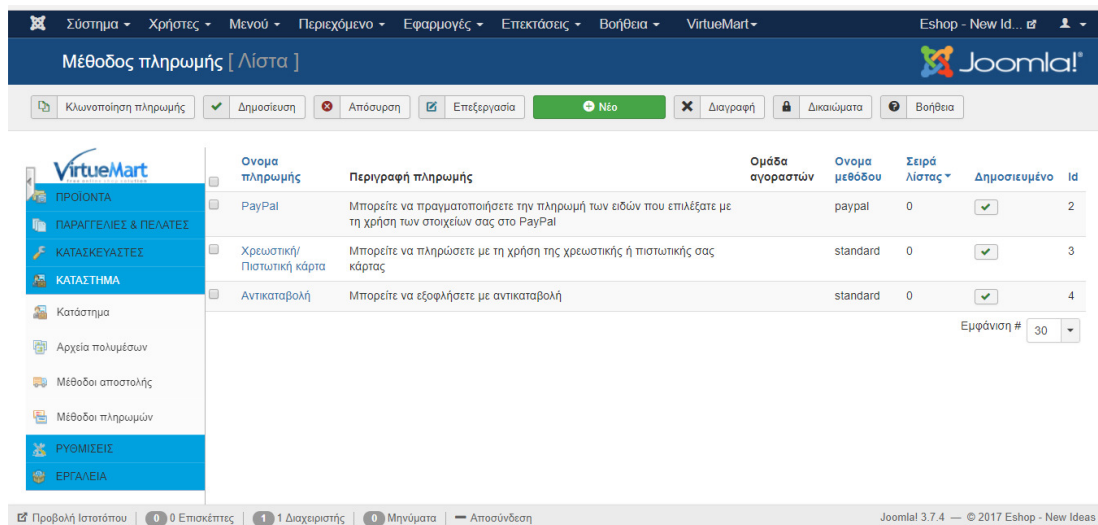 Σύστημα Χρήστες Μενού Περιεχόμενο Εφαρμογές Επεκτάσεις Βοήθεια VirtueMart Eshop - New Id...
Μέθοδος πληρωμής [ Λίστα ] Joomla!
Κλωνοποίηση πληρωμής Δημοσίευση Απόσυρση Επεξεργασία Νέο Διαγραφή Δικαιώματα Βοήθεια
VirtueMart
ΠΡΟΪΟΝΤΑ
ΠΑΡΑΓΓΕΛΙΕΣ & ΠΕΛΑΤΕΣ
ΚΑΤΑΣΚΕΥΑΣΤΕΣ
ΚΑΤΑΣΤΗΜΑ
Κατάστημα
Αρχεία πολυμέσων
Μέθοδοι αποστολής
Μέθοδοι πληρωμών
ΡΥΘΜΙΣΕΙΣ
ΕΡΓΑΛΕΙΑ
Ονομα πληρωμής Περιγραφή πληρωμής Ομάδα αγοραστών Ονομα μεθόδου Σειρά λίστας Δημοσιευμένο Id
PayPal Μπορείτε να πραγματοποιήσετε την πληρωμή των ειδών που επιλέξατε με paypal 0 2
τη χρήση των στοιχείων σας στο PayPal
Χρεωστική/ Μπορείτε να πληρώσετε με τη χρήση της χρεωστικής ή πιστωτικής σας standard 0 3
Πιστωτική κάρτα κάρτας
Αντικαταβολή Μπορείτε να εξοφλήσετε με αντικαταβολή standard 0 4
Εμφάνιση # 30
Προβολή Ιστοτόπου 0 0 Επισκέπτες 1 1 Διαχειριστής 0 Μηνύματα Αποσύνδεση Joomla! 3.7.4 — © 2017 Eshop - New Ideas